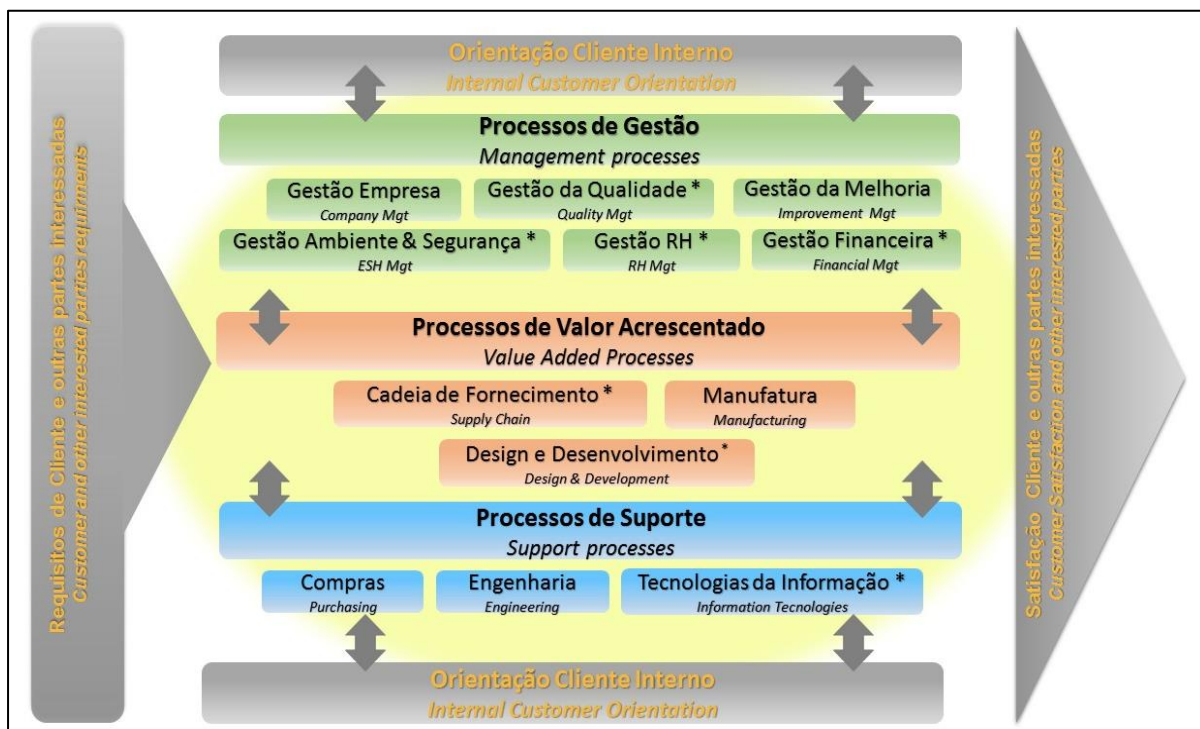 Requisitos de Cliente e outras partes interessadas
Customer and other interested parties requirments
Orientação Cliente Interno
Internal Customer Orientation
Processos de Gestão
Management processes
Gestão Empresa
Company Mgt
Gestão da Qualidade *
Quality Mgt
Gestão da Melhoria
Improvement Mgt
Gestão Ambiente & Segurança *
ESH Mgt
Gestão RH *
RH Mgt
Gestão Financeira *
Financial Mgt
Processos de Valor Acrescentado
Value Added Processes
Cadeia de Fornecimento *
Supply Chain
Manufatura
Manufacturing
Design e Desenvolvimento *
Design & Development
Processos de Suporte
Support processes
Compras
Purchasing
Engenharia
Engineering
Tecnologias da Informação *
Information Tecnologies
Orientação Cliente Interno
Internal Customer Orientation
Satisfação Cliente e outras partes interessadas
Customer Satisfaction and other interested parties